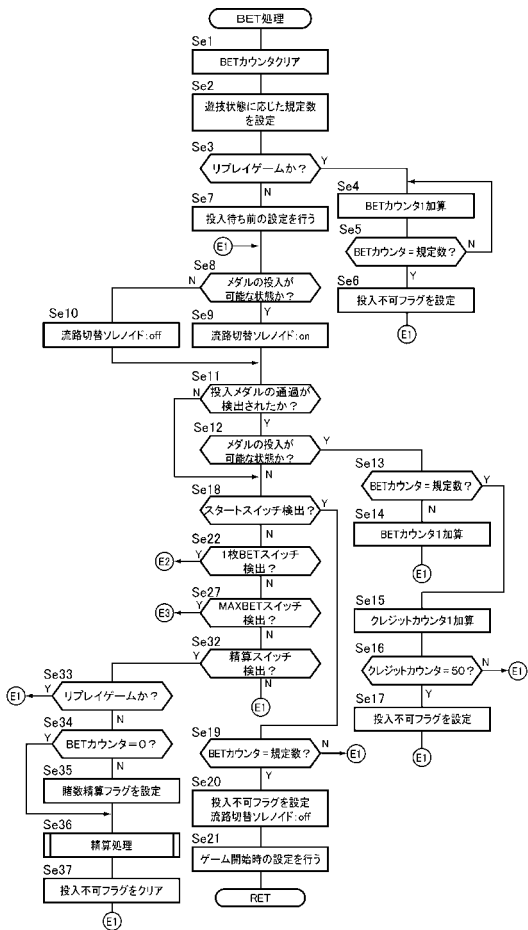 BET処理
Se1
BETカウンタクリア
Se2
遊技状態に応じた規定数
を設定
Se3
リプレイゲームか?
Y
N
Se4
BETカウンタ1加算
Se5
BETカウンタ=規定数?
N
Y
Se6
投入不可フラグを設定
E1
Se7
投入待ち前の設定を行う
E1
Se8
メダルの投入が
可能な状態か?
N
Y
Se10
流路切替ソレノイド:off
Se9
流路切替ソレノイド:on
Se11
投入メダルの通過が
検出されたか?
N
Y
Se12
メダルの投入が
可能な状態か?
Y
N
Se13
BETカウンタ=規定数?
Y
N
Se14
BETカウンタ1加算
E1
Se15
クレジットカウンタ1加算
Se16
クレジットカウンタ=50?
N
E1
Y
Se17
投入不可フラグを設定
E1
Se18
スタートスイッチ検出?
Y
N
Se22
1枚BETスイッチ
検出?
Y
E2
N
Se27
MAXBETスイッチ
検出?
Y
E3
N
Se32
精算スイッチ
検出?
Y
N
E1
Se33
リプレイゲームか?
Y
E1
N
Se34
BETカウンタ=0?
Y
N
Se35
賭数精算フラグを設定
Se36
精算処理
Se37
投入不可フラグをクリア
E1
Se19
BETカウンタ=規定数?
N
E1
Y
Se20
投入不可フラグを設定
流路切替ソレノイド:off
Se21
ゲーム開始時の設定を行う
RET